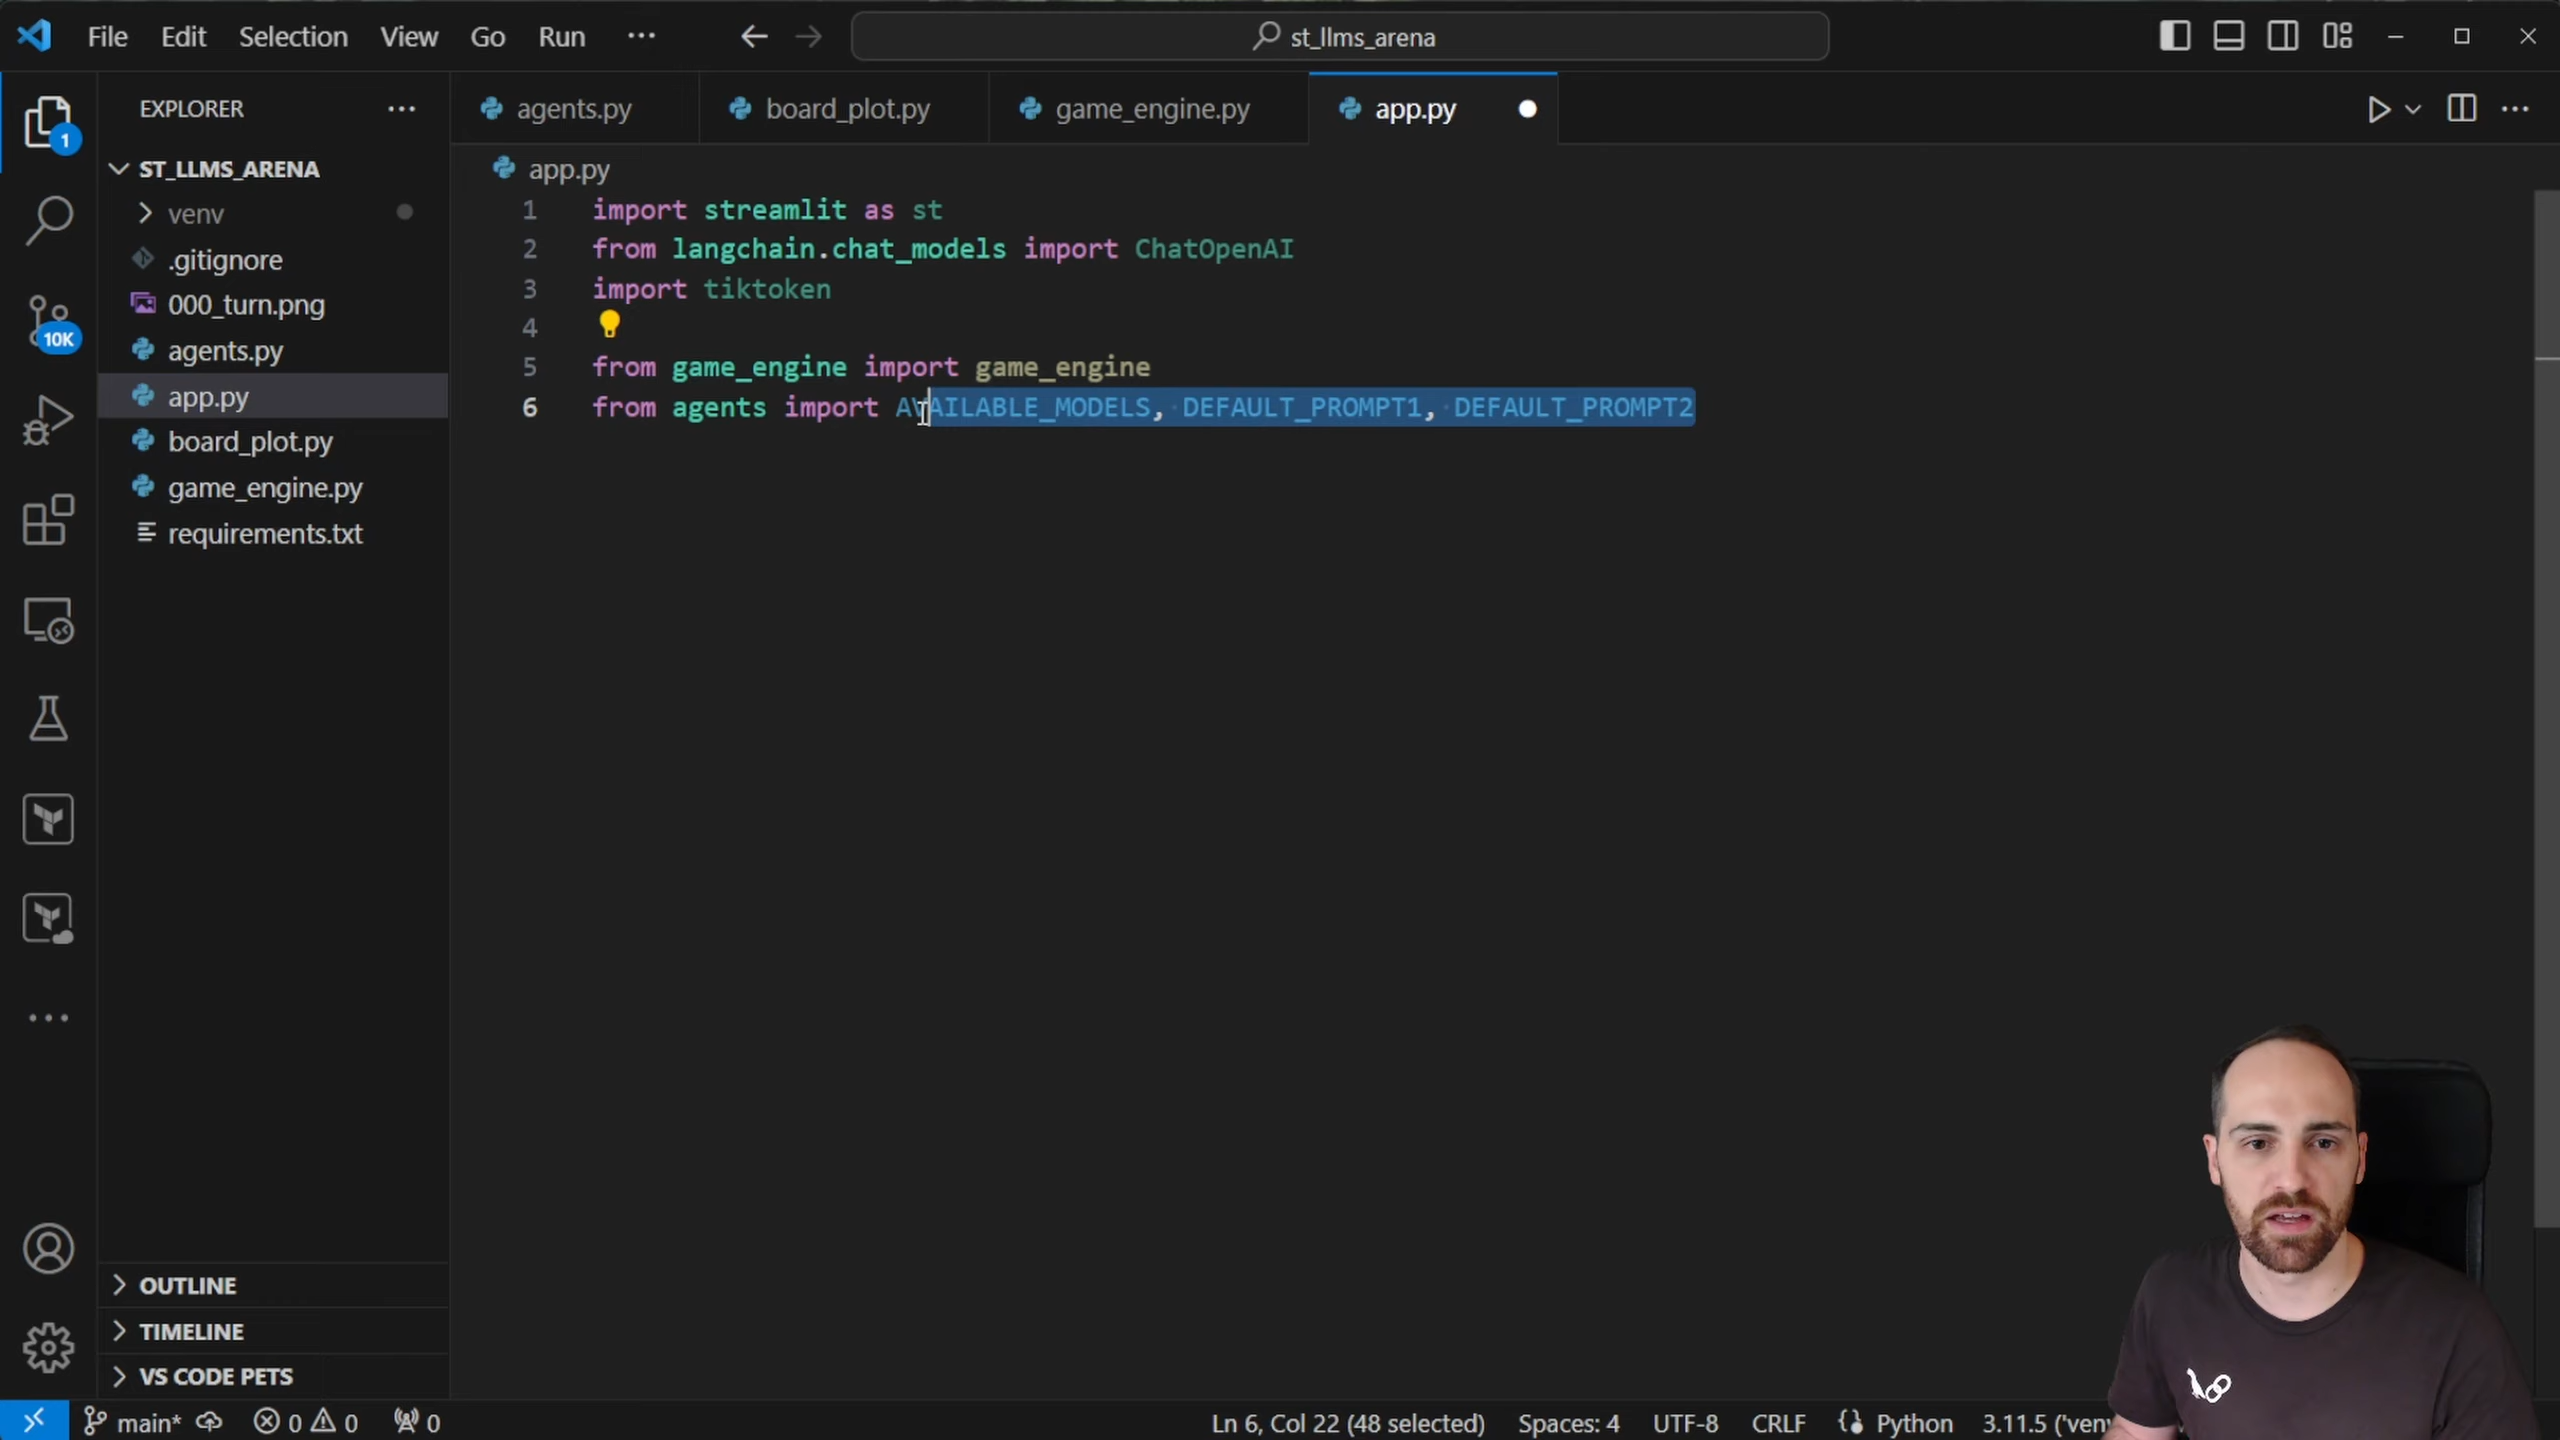 File Edit Selection View Go Run ··· st_llms_arena
EXPLORER ···
agents.py board_plot.py game_engine.py app.py
ST_LLMS_ARENA
venv
.gitignore
000_turn.png
agents.py
app.py
board_plot.py
game_engine.py
requirements.txt
1
10K
app.py
1 import streamlit as st
2 from langchain.chat_models import ChatOpenAI
3 import tiktoken
4
5 from game_engine import game_engine
6 from agents import AVAILABLE_MODELS, DEFAULT_PROMPT1, DEFAULT_PROMPT2
OUTLINE
TIMELINE
VS CODE PETS
main* 0 0 0 Ln 6, Col 22 (48 selected) Spaces: 4 UTF-8 CRLF Python 3.11.5 ('ven